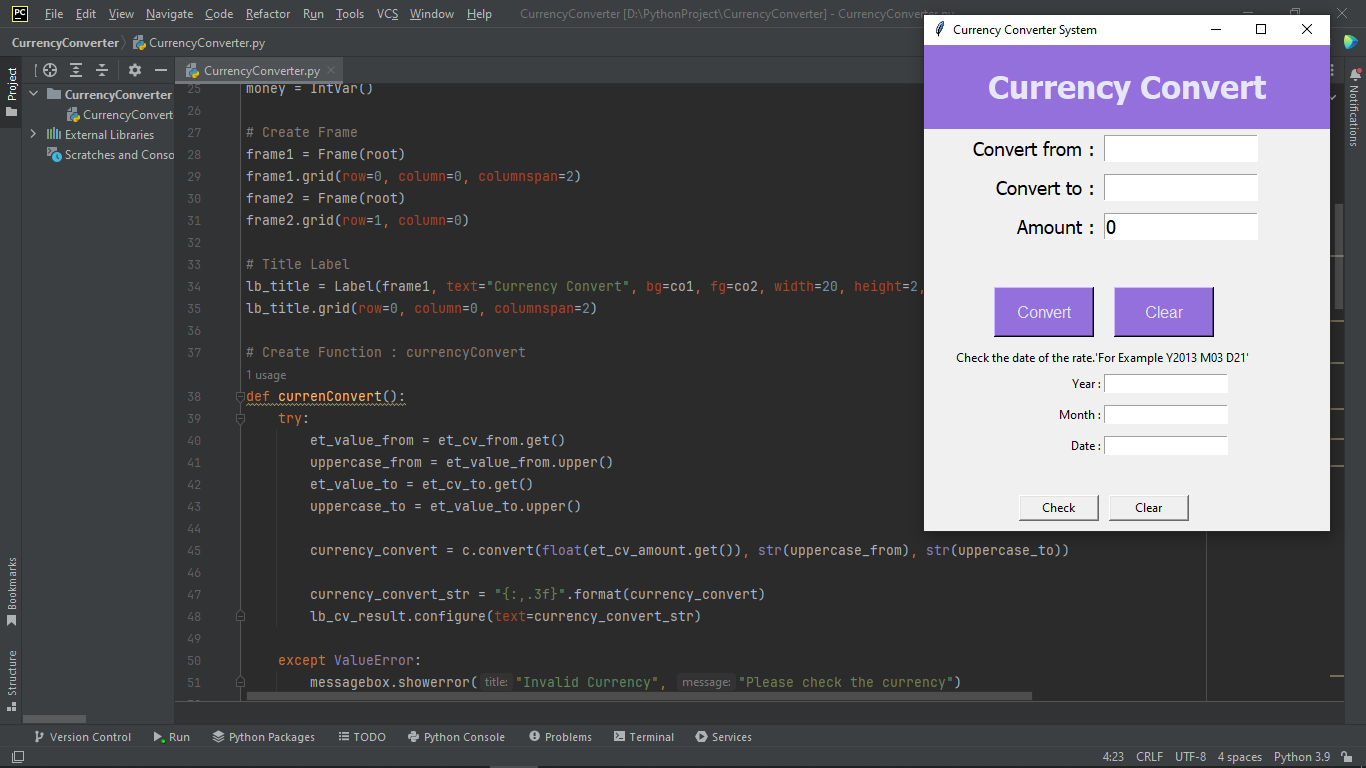 PC File Edit View Navigate Code Refactor Run Tools VCS Window Help CurrencyConverter [D:\PythonProject\CurrencyConverter] - CurrencyConverter.py
CurrencyConverter CurrencyConverter.py
Project
CurrencyConverter.py
CurrencyConverter
CurrencyConvert
External Libraries
Scratches and Conso
Bookmarks
Structure
25 money = IntVar()
26
27 # Create Frame
28 frame1 = Frame(root)
29 frame1.grid(row=0, column=0, columnspan=2)
30 frame2 = Frame(root)
31 frame2.grid(row=1, column=0)
32
33 # Title Label
34 lb_title = Label(frame1, text="Currency Convert", bg=co1, fg=co2, width=20, height=2,
35 lb_title.grid(row=0, column=0, columnspan=2)
36
37 # Create Function : currencyConvert
1 usage
38 def currenConvert():
39 try:
40 et_value_from = et_cv_from.get()
41 uppercase_from = et_value_from.upper()
42 et_value_to = et_cv_to.get()
43 uppercase_to = et_value_to.upper()
44
45 currency_convert = c.convert(float(et_cv_amount.get()), str(uppercase_from), str(uppercase_to))
46
47 currency_convert_str = "{:,.3f}".format(currency_convert)
48 lb_cv_result.configure(text=currency_convert_str)
49
50 except ValueError:
51 messagebox.showerror( title: "Invalid Currency", message: "Please check the currency")
Currency Converter System
Currency Convert
Convert from :
Convert to :
Amount : 0
Convert Clear
Check the date of the rate.'For Example Y2013 M03 D21'
Year :
Month :
Date :
Check Clear
Notifications
Version Control Run Python Packages TODO Python Console Problems Terminal Services
4:23 CRLF UTF-8 4 spaces Python 3.9